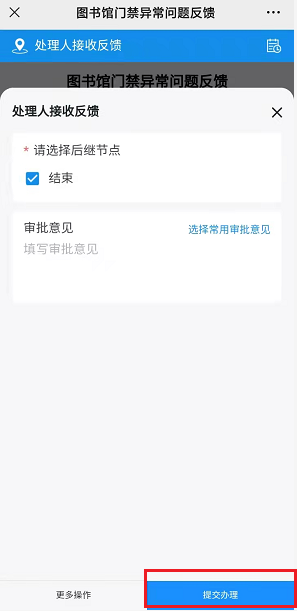 图书馆门禁异常问题反馈
处理人接收反馈
图书馆门禁异常问题反馈
处理人接收反馈
* 请选择后继节点
结束
审批意见 选择常用审批意见
填写审批意见
更多操作 提交办理